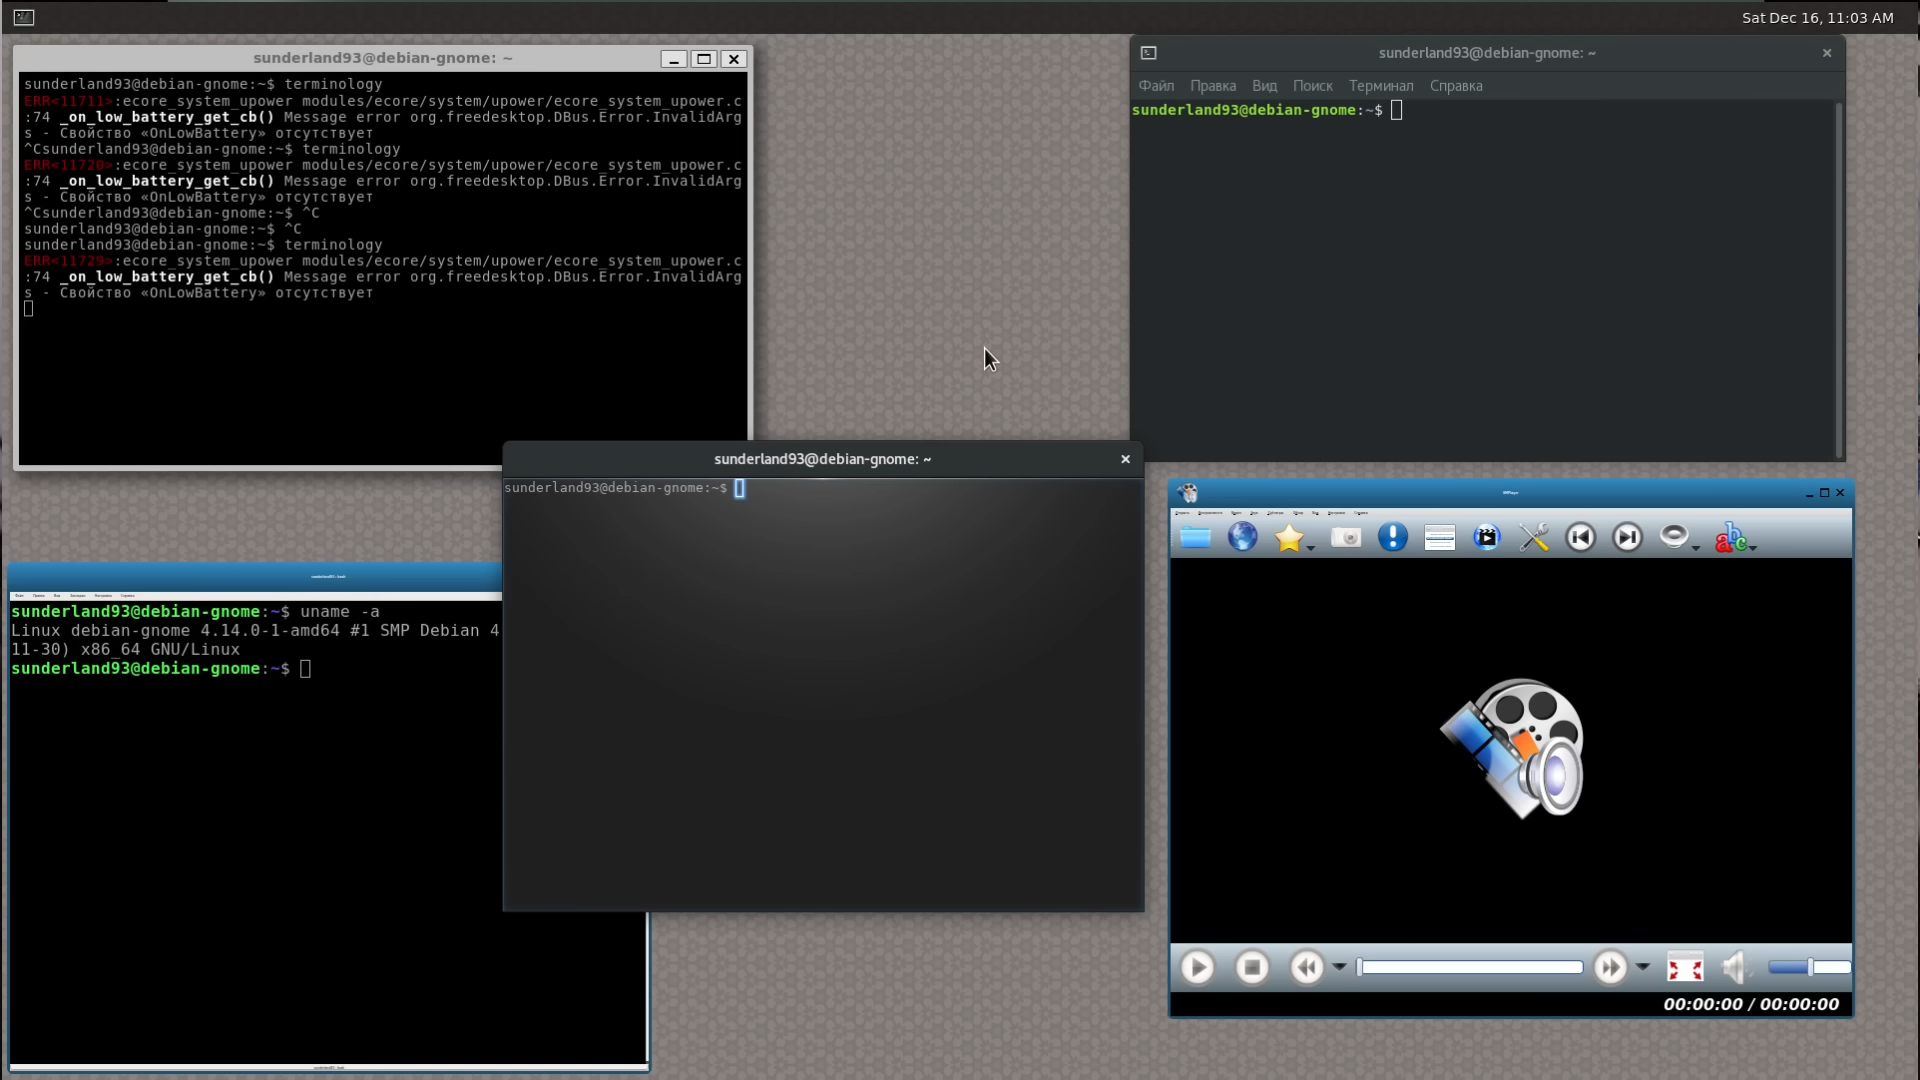 Sat Dec 16, 11:03 AM
sunderland93@debian-gnome: ~
sunderland93@debian-gnome:~$ terminology
ERR<11711>:ecore_system_upower modules/ecore/system/upower/ecore_system_upower.c
:74 _on_low_battery_get_cb() Message error org.freedesktop.DBus.Error.InvalidArg
s - Свойство «OnLowBattery» отсутствует
^Csunderland93@debian-gnome:~$ terminology
ERR<11720>:ecore_system_upower modules/ecore/system/upower/ecore_system_upower.c
:74 _on_low_battery_get_cb() Message error org.freedesktop.DBus.Error.InvalidArg
s - Свойство «OnLowBattery» отсутствует
^Csunderland93@debian-gnome:~$ ^C
sunderland93@debian-gnome:~$ ^C
sunderland93@debian-gnome:~$ terminology
ERR<11729>:ecore_system_upower modules/ecore/system/upower/ecore_system_upower.c
:74 _on_low_battery_get_cb() Message error org.freedesktop.DBus.Error.InvalidArg
s - Свойство «OnLowBattery» отсутствует
sunderland93@debian-gnome: ~
Файл Правка Вид Поиск Терминал Справка
sunderland93@debian-gnome:~$
sunderland93@debian-gnome: ~
sunderland93@debian-gnome:~$
sunderland93@debian-gnome:~$ uname -a
Linux debian-gnome 4.14.0-1-amd64 #1 SMP Debian 4
11-30) x86_64 GNU/Linux
sunderland93@debian-gnome:~$
abc
00:00:00 / 00:00:00